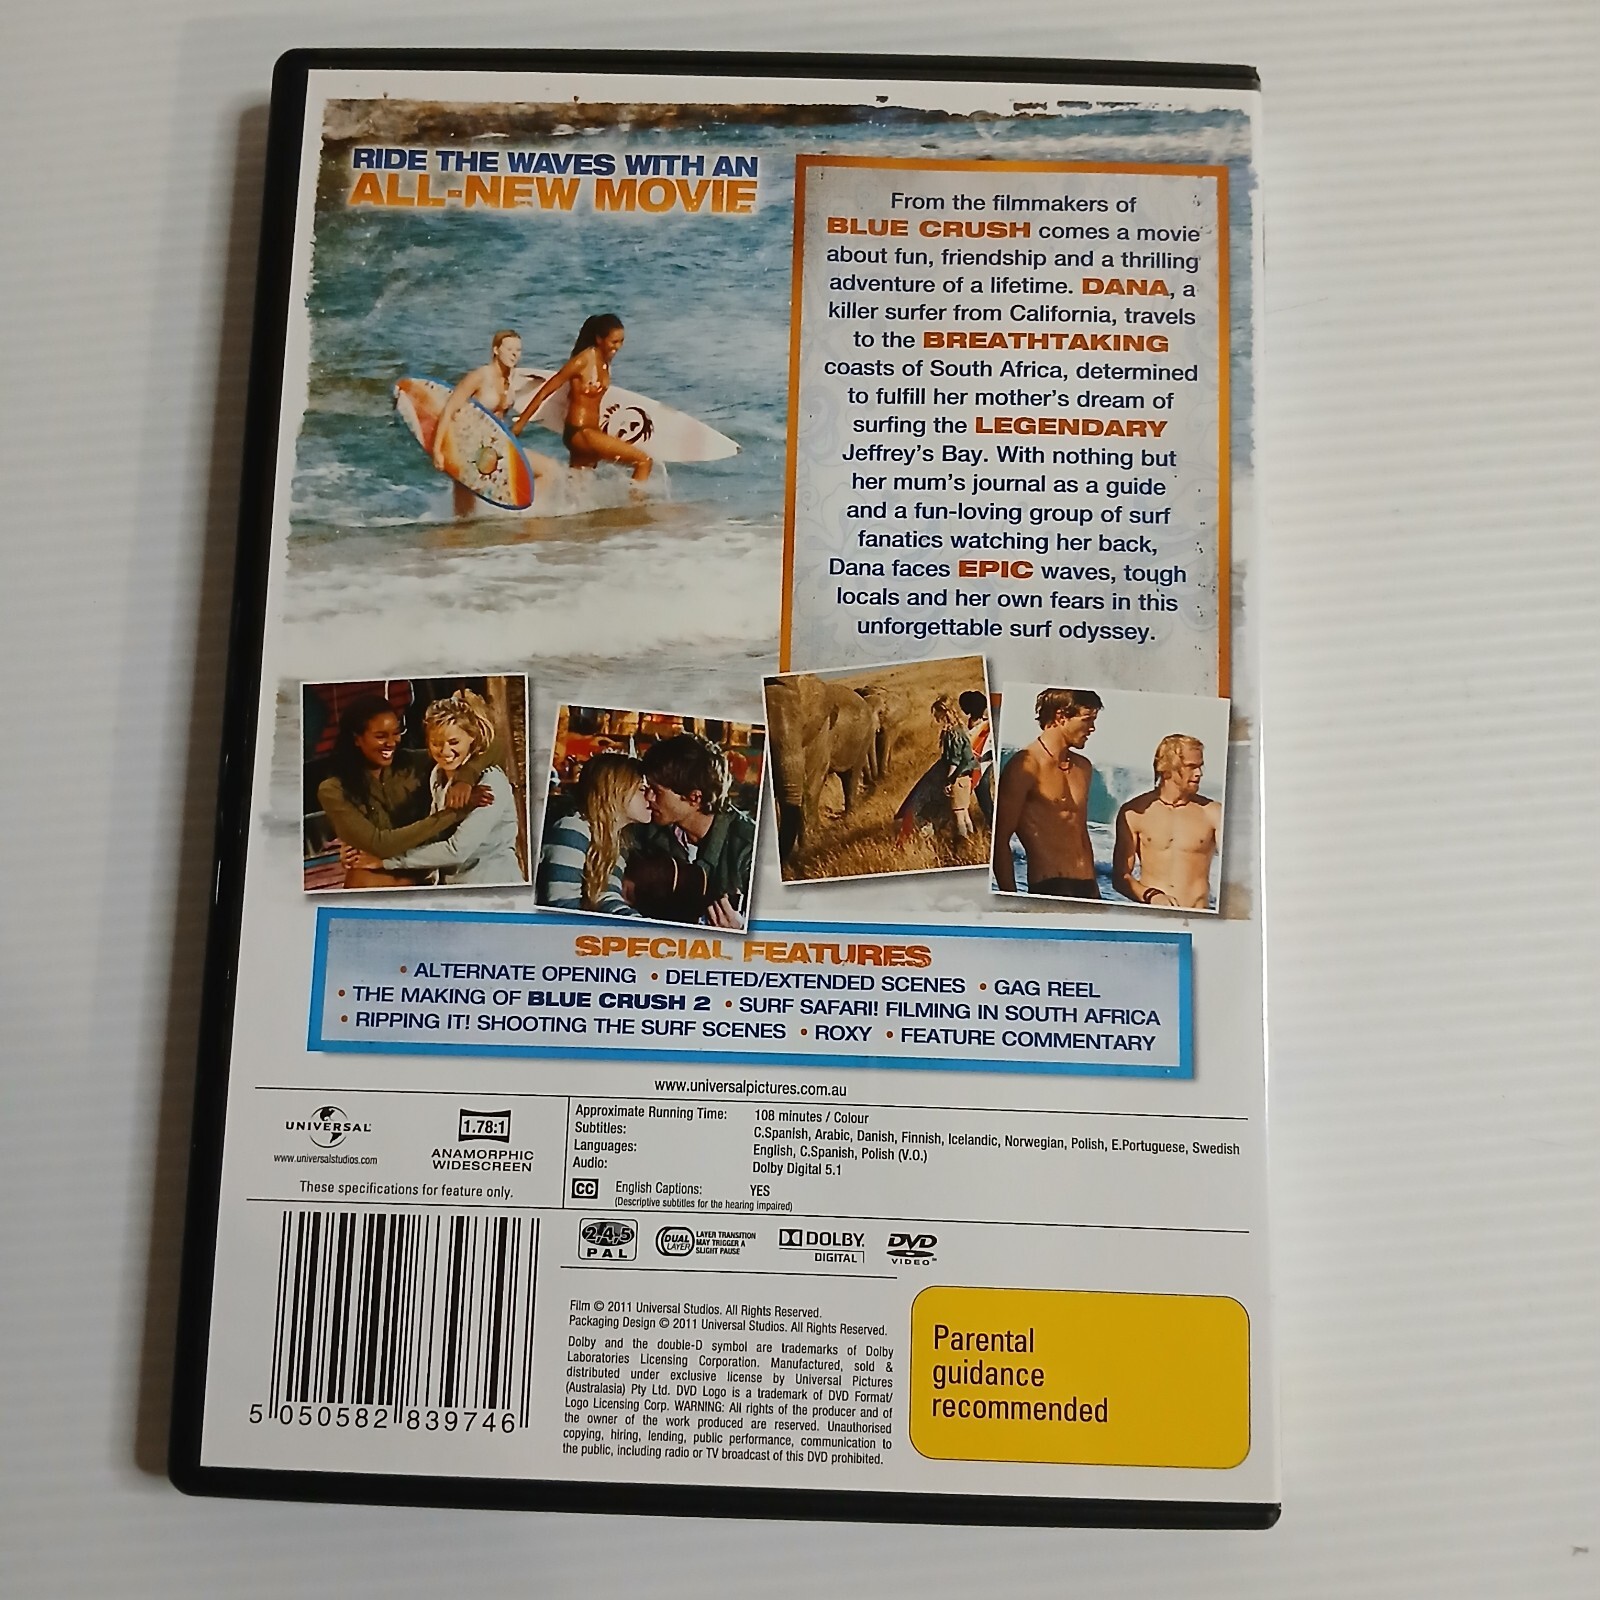 RIDE THE WAVES WITH AN
ALL-NEW MOVIE
From the filmmakers of
BLUE CRUSH comes a movie
about fun, friendship and a thrilling
adventure of a lifetime. DANA, a
killer surfer from California, travels
to the BREATHTAKING
coasts of South Africa, determined
to fulfill her mother's dream of
surfing the LEGENDARY
Jeffrey's Bay. With nothing but
her mum's journal as a guide
and a fun-loving group of surf
fanatics watching her back,
Dana faces EPIC waves, tough
locals and her own fears in this
unforgettable surf odyssey.
SPECIAL FEATURES
• ALTERNATE OPENING • DELETED/EXTENDED SCENES • GAG REEL
• THE MAKING OF BLUE CRUSH 2 • SURF SAFARI! FILMING IN SOUTH AFRICA
• RIPPING IT! SHOOTING THE SURF SCENES • ROXY • FEATURE COMMENTARY
www.universalpictures.com.au
UNIVERSAL
www.universalstudios.com
1.78:1
ANAMORPHIC
WIDESCREEN
These specifications for feature only.
Approximate Running Time: 108 minutes / Colour
Subtitles: C.Spanish, Arabic, Danish, Finnish, Icelandic, Norwegian, Polish, E.Portuguese, Swedish
Languages: English, C.Spanish, Polish (V.O.)
Audio: Dolby Digital 5.1
CC English Captions: YES
(Descriptive subtitles for the hearing impaired)
2.4.5
PAL
DUAL
LAYER
LAYER TRANSITION
MAY TRIGGER A
SLIGHT PAUSE
DOLBY
DIGITAL
DVD
VIDEO™
5 050582 839746
Film © 2011 Universal Studios. All Rights Reserved.
Packaging Design © 2011 Universal Studios. All Rights Reserved.
Dolby and the double-D symbol are trademarks of Dolby
Laboratories Licensing Corporation. Manufactured, sold &
distributed under exclusive license by Universal Pictures
(Australasia) Pty Ltd. DVD Logo is a trademark of DVD Format/
Logo Licensing Corp. WARNING: All rights of the producer and of
the owner of the work produced are reserved. Unauthorised
copying, hiring, lending, public performance, communication to
the public, including radio or TV broadcast of this DVD prohibited.
Parental
guidance
recommended